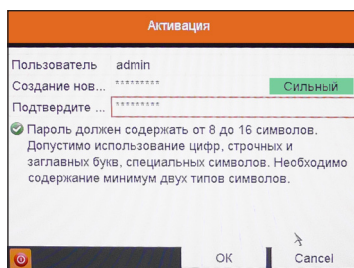 Активация
Пользователь admin
Создание нов... ********* Сильный
Подтвердите ... *********
Пароль должен содержать от 8 до 16 символов.
Допустимо использование цифр, строчных и
заглавных букв, специальных символов. Необходимо
содержание минимум двух типов символов.
OK Cancel